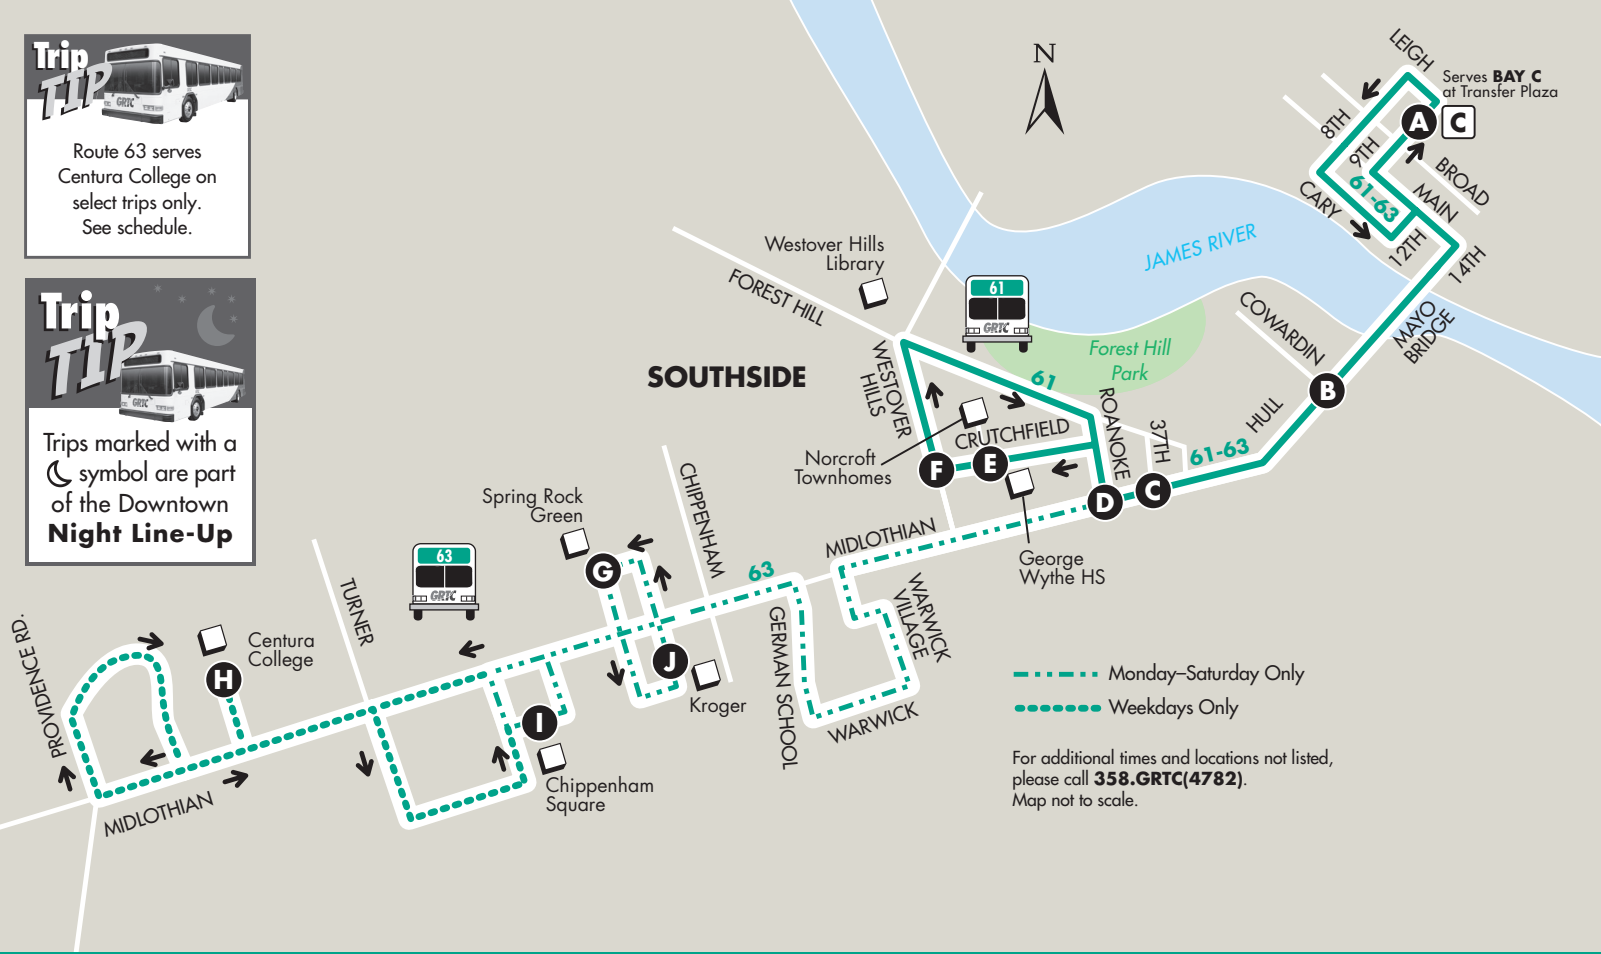 Trip
TIP
GRTC
Route 63 serves
Centura College on
select trips only.
See schedule.
Trip
TIP
GRTC
Trips marked with a
symbol are part
of the Downtown
Night Line-Up
N
LEIGH
Serves BAY C
at Transfer Plaza
A
C
8TH
9TH
BROAD
MAIN
61-63
CARY
12TH
14TH
JAMES RIVER
MAYO
BRIDGE
COWARDIN
B
HULL
Westover Hills
Library
FOREST HILL
61
GRTC
Forest Hill
Park
61
SOUTHSIDE
WESTOVER
HILLS
ROANOKE
37TH
61-63
CRUTCHFIELD
Norcroft
Townhomes
F
E
D
C
George
Wythe HS
MIDLOTHIAN
CHIPPENHAM
Spring Rock
Green
G
63
GRTC
63
WARWICK
VILLAGE
GERMAN SCHOOL
WARWICK
J
Kroger
TURNER
PROVIDENCE RD.
Centura
College
H
I
Chippenham
Square
MIDLOTHIAN
Monday–Saturday Only
Weekdays Only
For additional times and locations not listed,
please call 358.GRTC(4782).
Map not to scale.